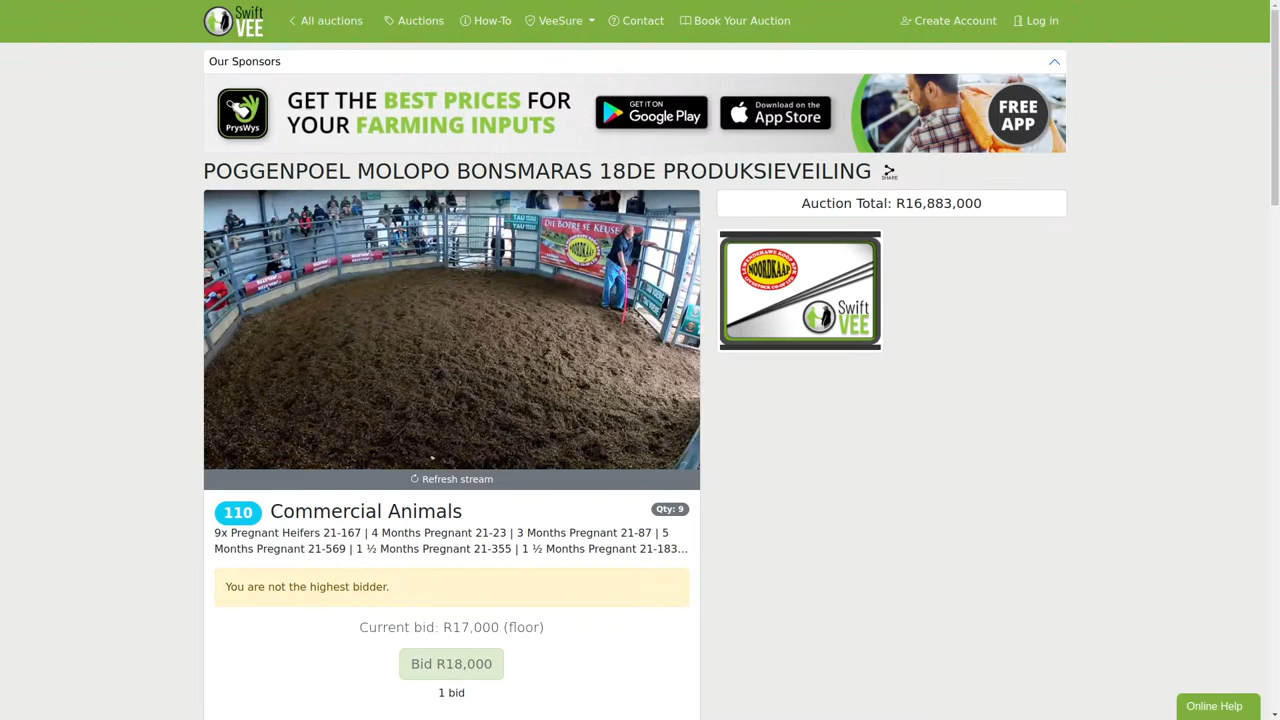 Swift
VEE
All auctions
Auctions
How-To
VeeSure
Contact
Book Your Auction
Create Account
Log in
Our Sponsors
PrysWys
GET THE BEST PRICES FOR
YOUR FARMING INPUTS
GET IT ON
Google Play
Download on the
App Store
FREE
APP
POGGENPOEL MOLOPO BONSMARAS 18DE PRODUKSIEVEILING
SHARE
DIE BOERE SE KEUSE
NOORDKAAP
TAU
TAU
Refresh stream
Auction Total: R16,883,000
NOORDKAAP
Swift
VEE
110
Commercial Animals
Qty: 9
9x Pregnant Heifers 21-167 | 4 Months Pregnant 21-23 | 3 Months Pregnant 21-87 | 5
Months Pregnant 21-569 | 1 ½ Months Pregnant 21-355 | 1 ½ Months Pregnant 21-183...
You are not the highest bidder.
Current bid: R17,000 (floor)
Bid R18,000
1 bid
Online Help